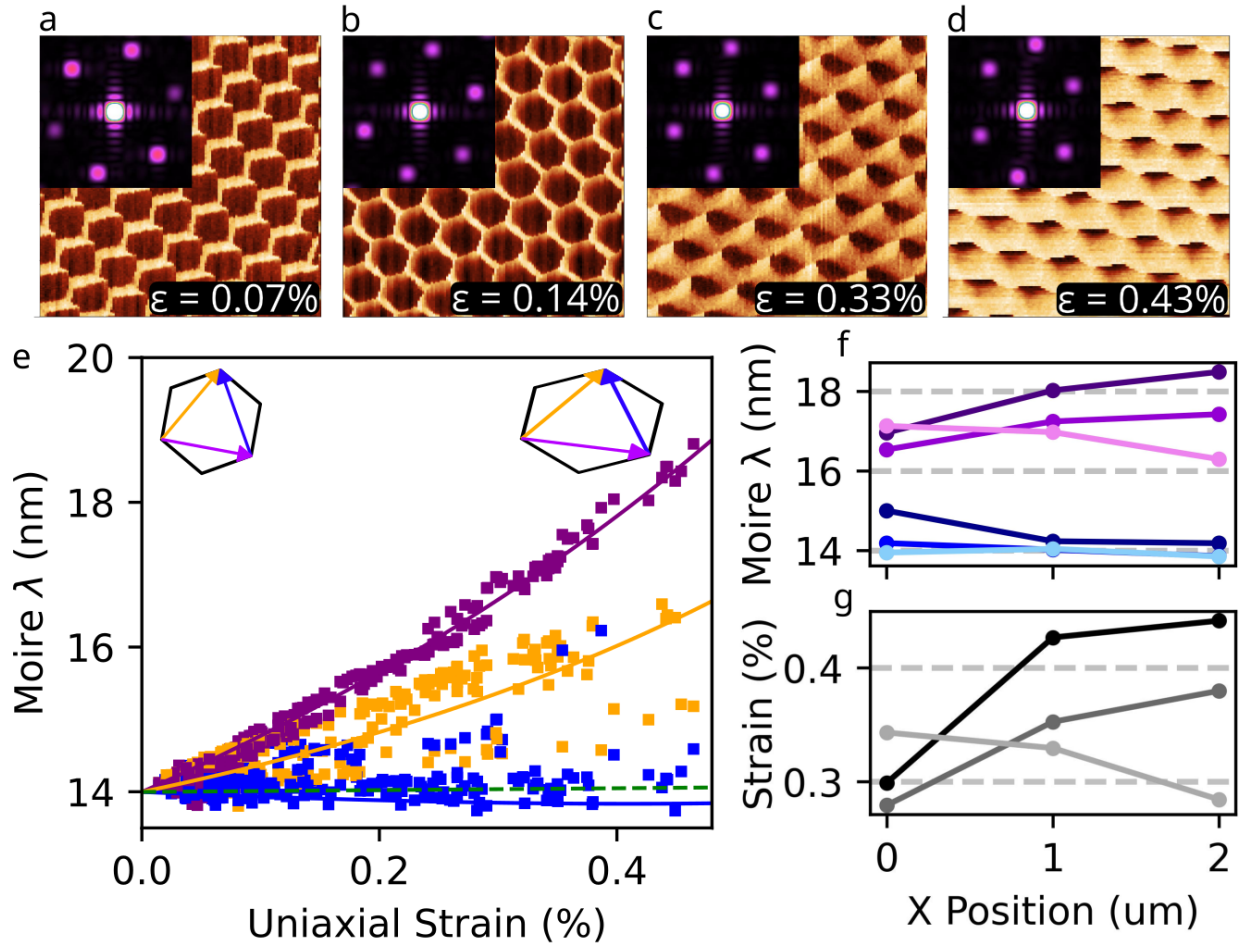 a
b
c
d
ε = 0.07%
ε = 0.14%
ε = 0.33%
ε = 0.43%
e
20
18
16
14
Moire λ (nm)
0.0
0.2
0.4
Uniaxial Strain (%)
f
18
16
14
Moire λ (nm)
g
0.4
0.3
Strain (%)
0
1
2
X Position (um)